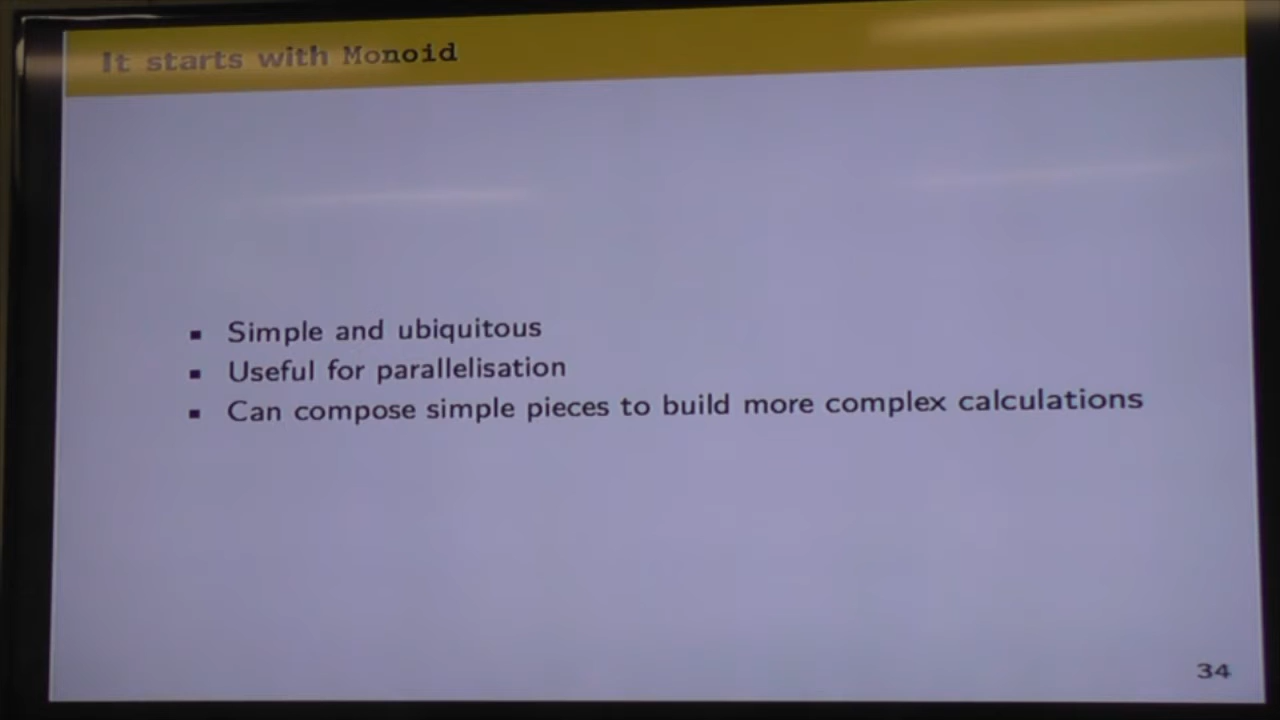 It starts with Monoid
▪ Simple and ubiquitous
▪ Useful for parallelisation
▪ Can compose simple pieces to build more complex calculations
34